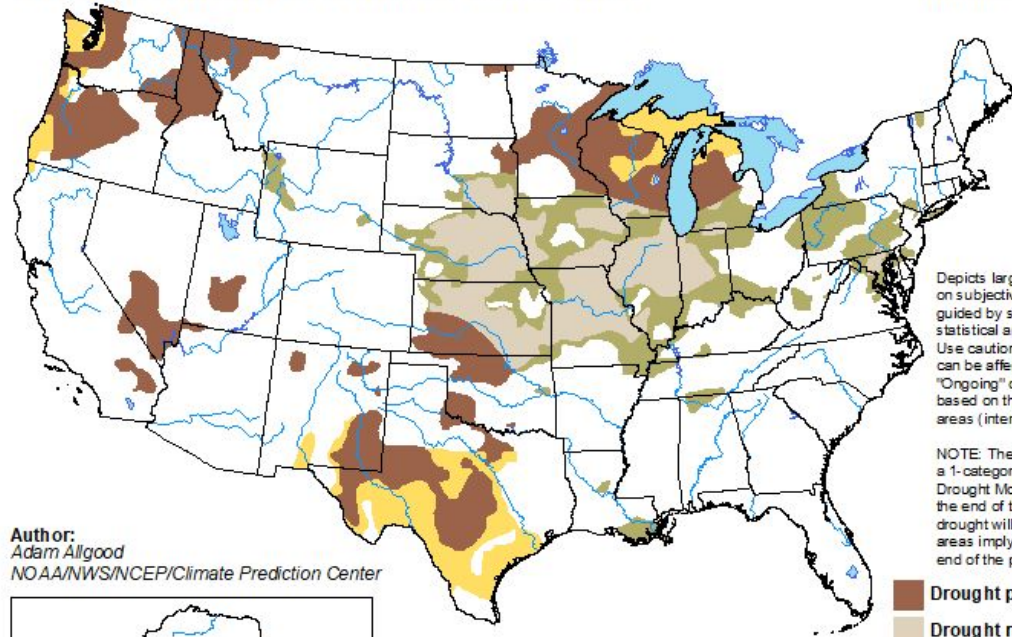 Depicts larg
on subjectiv
guided by s
statistical a
Use caution
can be affe
"Ongoing" d
based on th
areas (inter
NOTE: The
a 1-categor
Drought Mo
the end of t
drought will
areas imply
end of the p
Author:
Adam Allgood
NOAA/NWS/NCEP/Climate Prediction Center
Drought p
Drought r